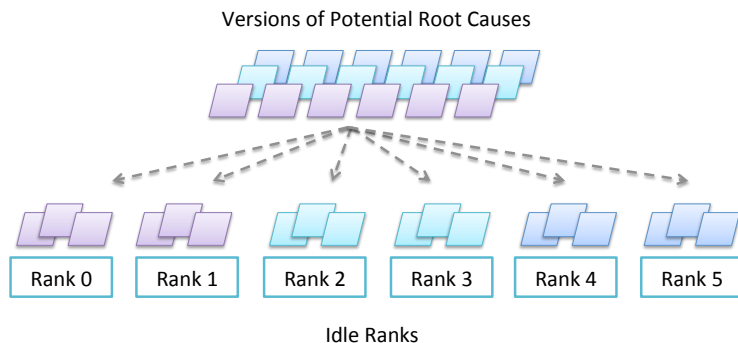 Versions of Potential Root Causes
Rank 0
Rank 1
Rank 2
Rank 3
Rank 4
Rank 5
Idle Ranks